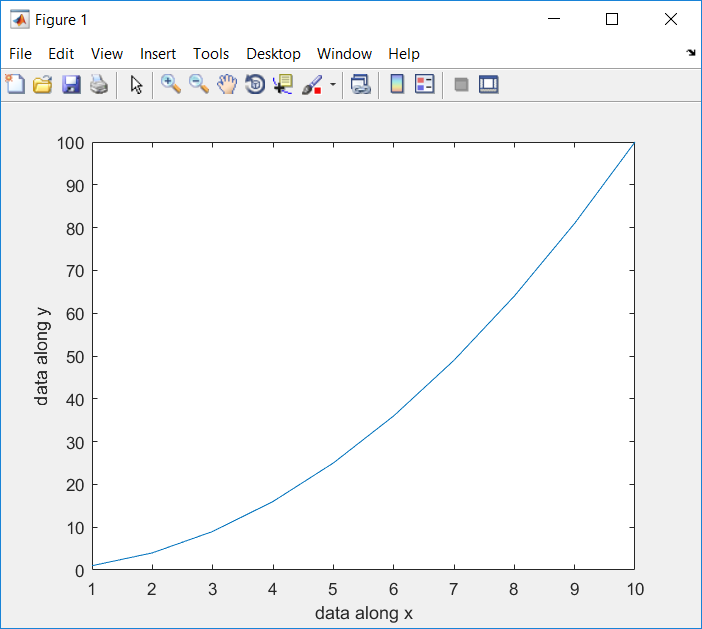 Figure 1
File Edit View Insert Tools Desktop Window Help
100
90
80
70
60
50
40
30
20
10
0
data along y
1 2 3 4 5 6 7 8 9 10
data along x